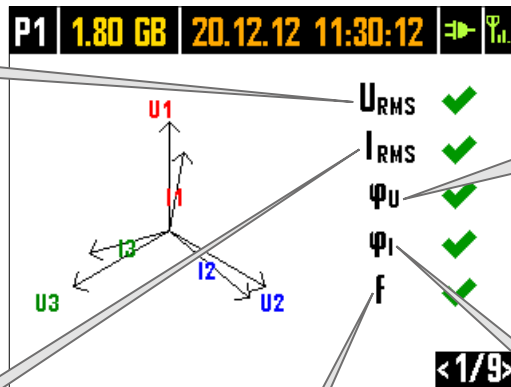 P1 1.80 GB 20.12.12 11:30:12
U1
URMS
IRMS
I1
φU
I3
φI
I2
f
U3
U2
<1/9>